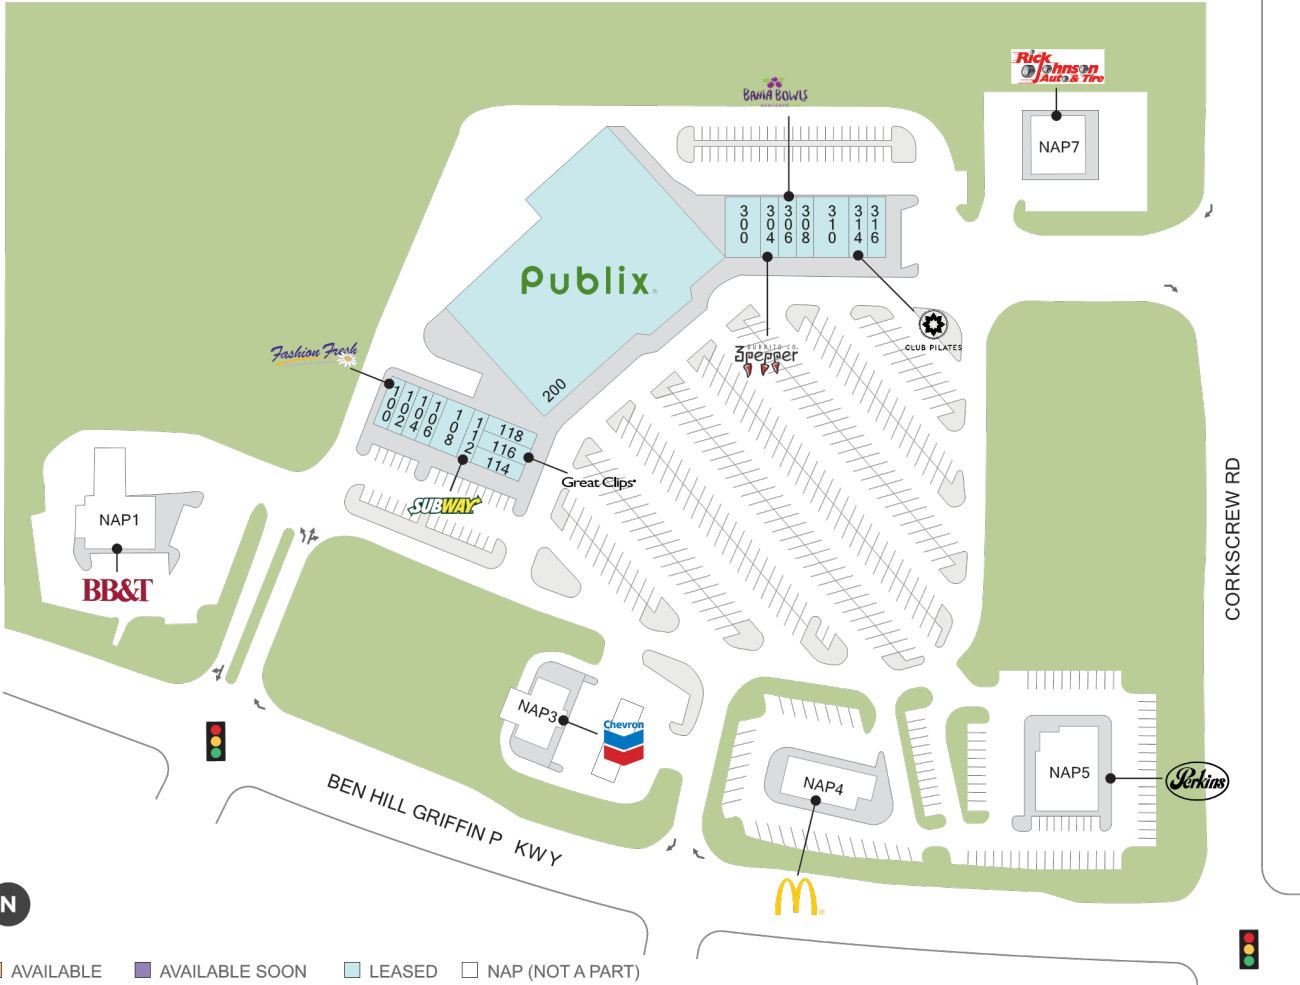 Rick
Johnson
Auto & Tire
BAHIA BOWLS
NAP7
300
304
306
308
310
314
316
Publix
BURRITO CO.
3pepper
CLUB PILATES
Fashion Fresh
200
100
102
104
106
108
112
118
116
114
Great Clips
SUBWAY
NAP1
BB&T
CORKSCREW RD
NAP3
Chevron
NAP4
NAP5
Perkins
BEN HILL GRIFFIN P KWY
N
AVAILABLE
AVAILABLE SOON
LEASED
NAP (NOT A PART)